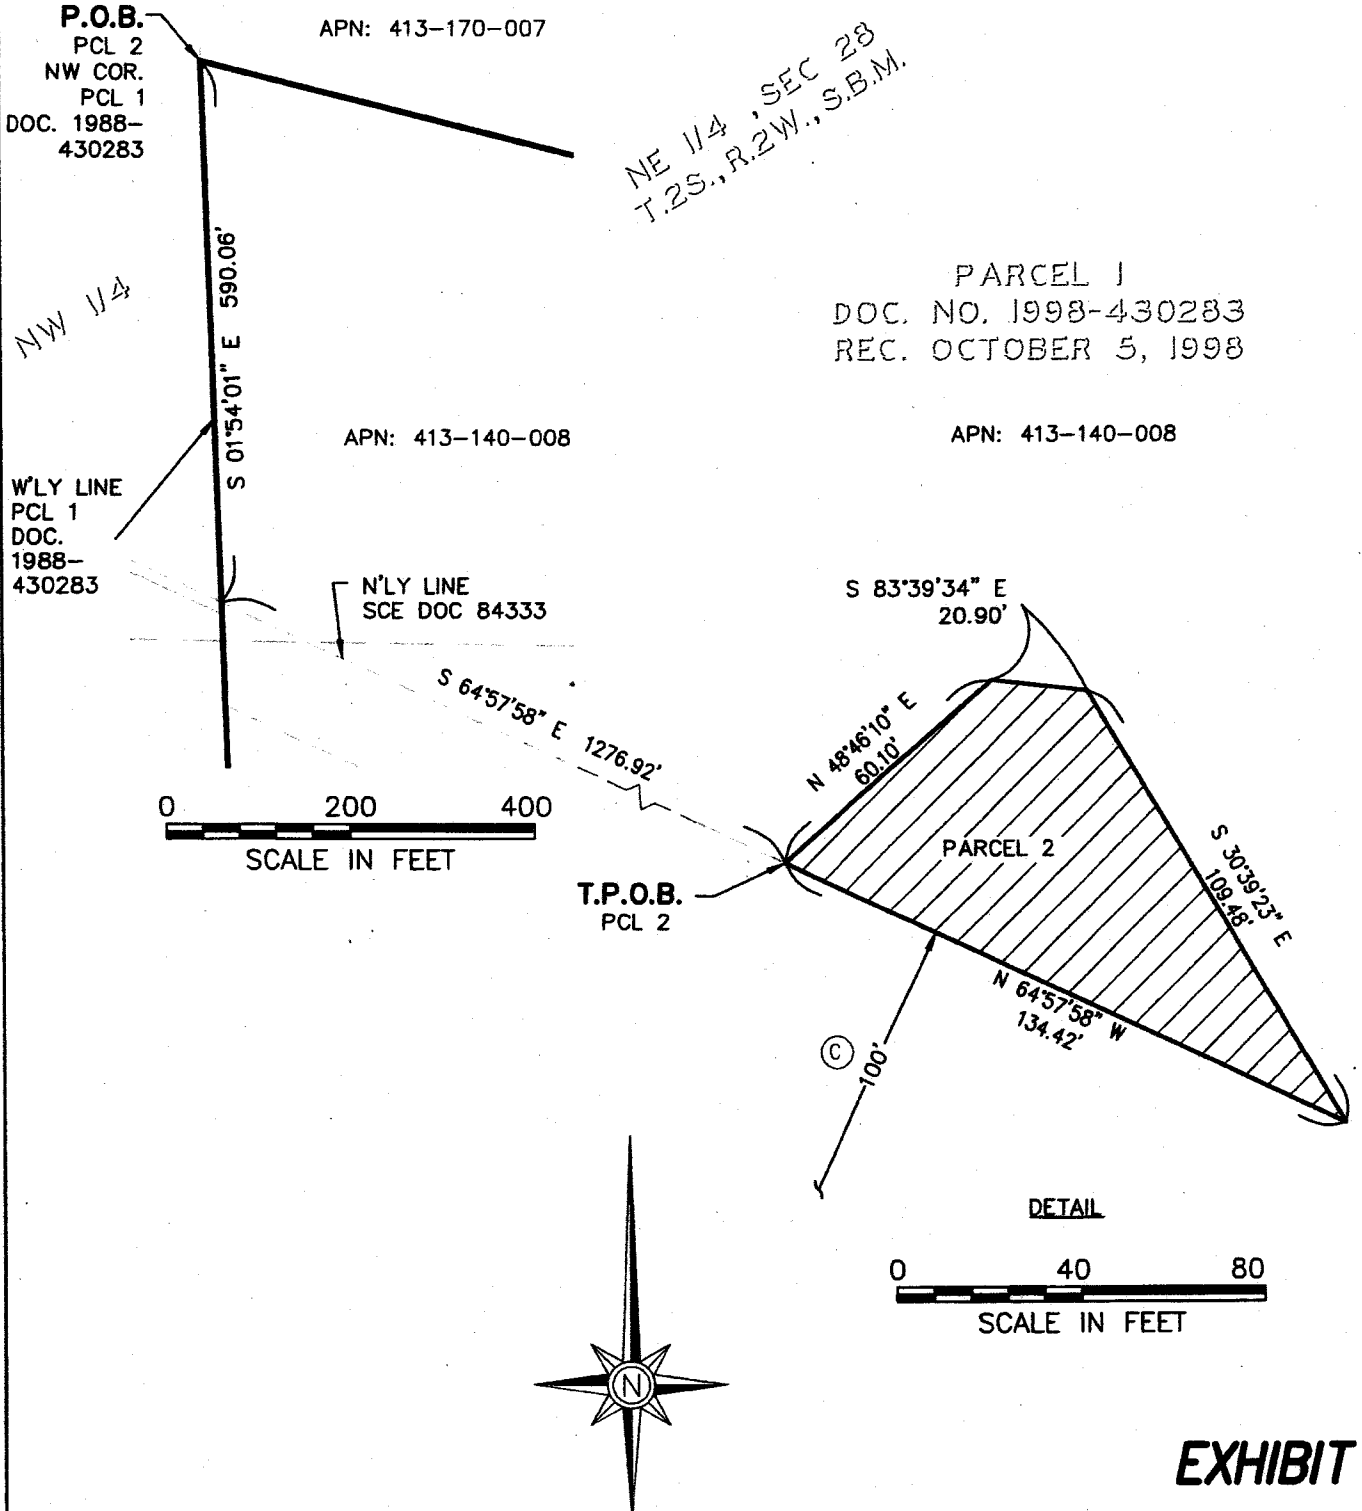 P.O.B.
PCL 2
NW COR.
PCL 1
DOC. 1988-
430283
APN: 413-170-007
NE 1/4 , SEC 28
T.2S., R.2W., S.B.M.
NW 1/4
S 01°54'01" E 590.06'
PARCEL 1
DOC. NO. 1998-430283
REC. OCTOBER 5, 1998
APN: 413-140-008
APN: 413-140-008
W'LY LINE
PCL 1
DOC.
1988-
430283
N'LY LINE
SCE DOC 84333
S 64°57'58" E 1276.92'
S 83°39'34" E
20.90'
N 48°46'10" E
60.10'
0 200 400
SCALE IN FEET
T.P.O.B.
PCL 2
PARCEL 2
S 30°39'23" E
109.48'
N 64°57'58" W
134.42'
C
100'
DETAIL
0 40 80
SCALE IN FEET
N
EXHIBIT